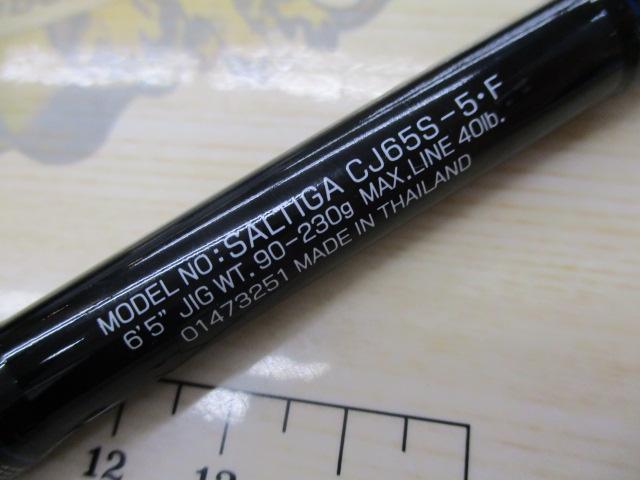 MODEL NO:SALTIGA CJ65S-5・F
6'5" JIG WT.90-230g MAX.LINE 40lb.
01473251 MADE IN THAILAND
12 13